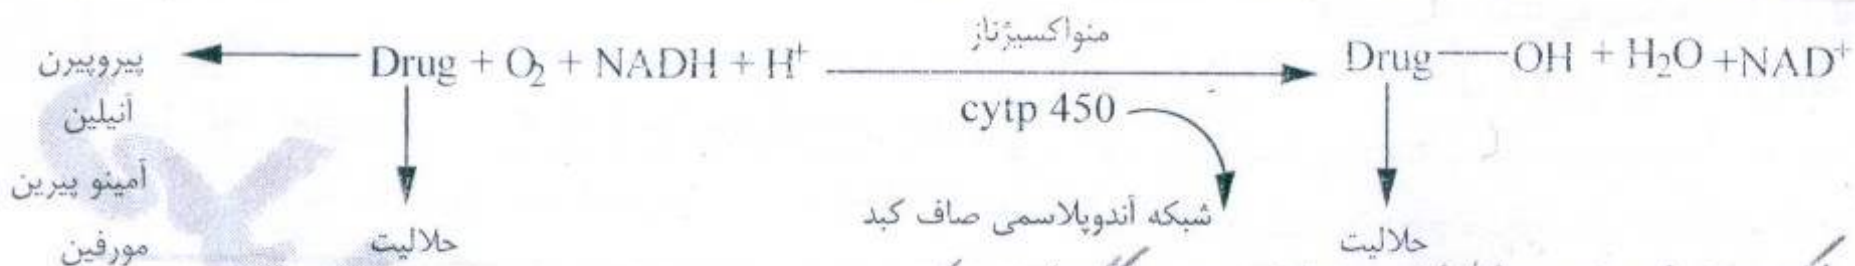 منواکسیژناز
پیروپیرن ← Drug + O₂ + NADH + H⁺ → Drug — OH + H₂O + NAD⁺
cytp 450
آنیلین
آمینو پیرین
مورفین
حلالیت
شبکه آندوپلاسمی صاف کبد
حلالیت